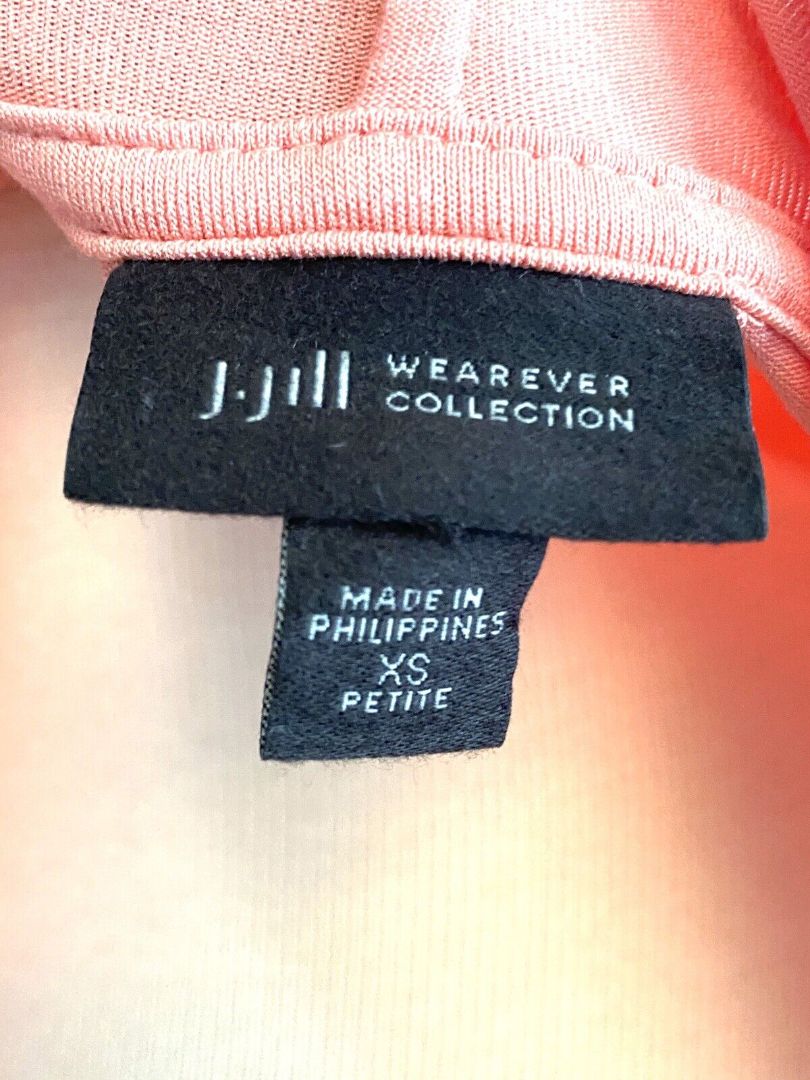 J.Jill WEAREVER
COLLECTION
MADE IN
PHILIPPINES
XS
PETITE